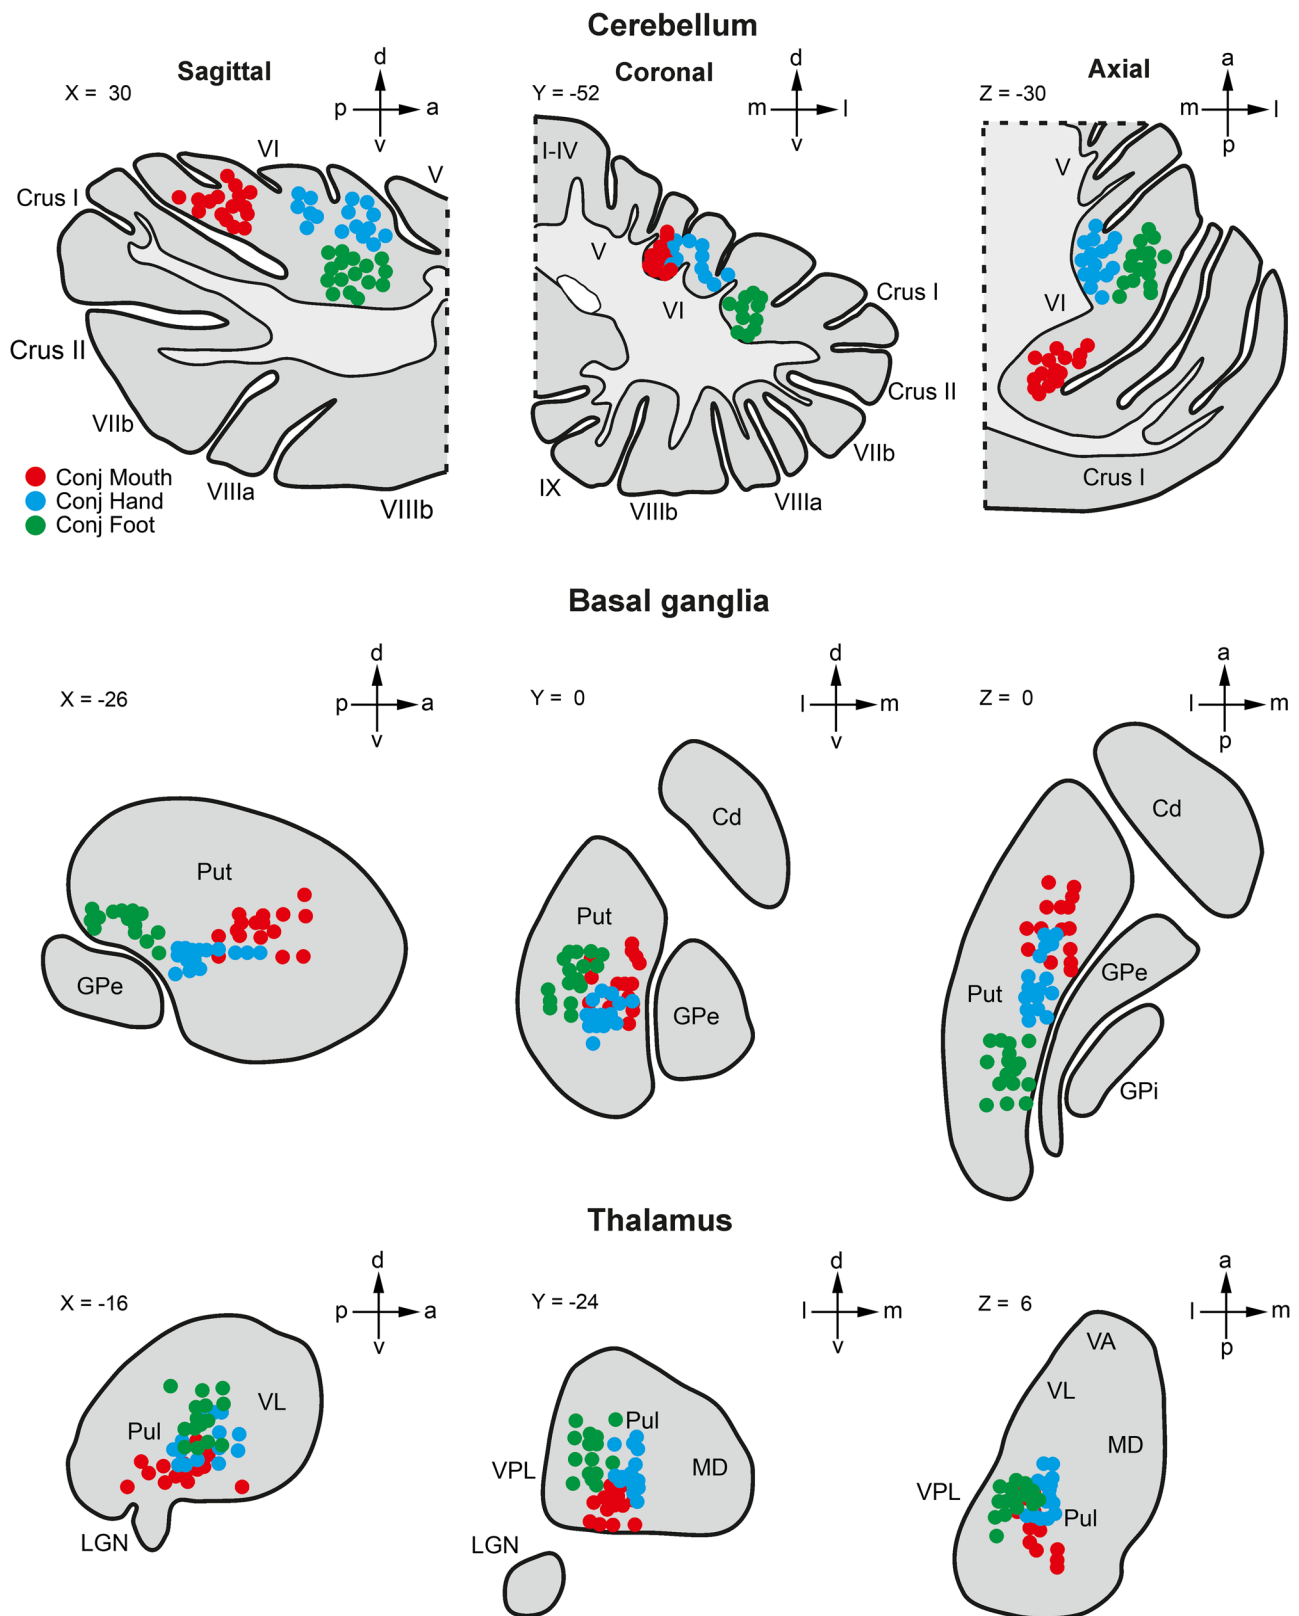 Cerebellum
Sagittal
Coronal
Axial
X = 30
d
p
a
v
Y = -52
d
m
l
v
Z = -30
a
m
l
p
VI
V
Crus I
Crus II
VIIb
VIIIa
VIIIb
I-IV
V
VI
Crus I
Crus II
VIIb
VIIIa
VIIIb
IX
V
VI
Crus I
Conj Mouth
Conj Hand
Conj Foot
Basal ganglia
X = -26
d
p
a
v
Y = 0
d
l
m
v
Z = 0
a
l
m
p
Put
GPe
Cd
Put
GPe
Cd
Put
GPe
GPi
Thalamus
X = -16
d
p
a
v
Y = -24
d
l
m
v
Z = 6
a
l
m
p
VL
Pul
LGN
Pul
VPL
MD
LGN
VA
VL
MD
VPL
Pul